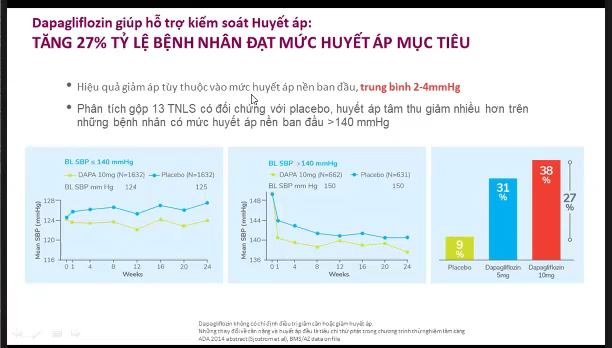 Dapagliflozin giúp hỗ trợ kiểm soát Huyết áp:
TĂNG 27% TỶ LỆ BỆNH NHÂN ĐẠT MỨC HUYẾT ÁP MỤC TIÊU
• Hiệu quả giảm áp tùy thuộc vào mức huyết áp nền ban đầu, trung bình 2-4mmHg
• Phân tích gộp 13 TNLS có đối chứng với placebo, huyết áp tâm thu giảm nhiều hơn trên
những bệnh nhân có mức huyết áp nền ban đầu >140 mmHg
BL SBP ≤ 140 mmHg
DAPA 10mg (N=1632) Placebo (N=1632)
BL SBP mm Hg 124 125
Mean SBP (mmHg)
128
124
120
116
0 1 4 8 12 16 20 24
Weeks
BL SBP >140 mmHg
DAPA 10mg (N=662) Placebo (N=631)
BL SBP mm Hg 150 150
Mean SBP (mmHg)
148
144
140
136
0 1 4 8 12 16 20 24
Weeks
9
%
31
%
38
%
27
%
Placebo
Dapagliflozin
5mg
Dapagliflozin
10mg
Dapagliflozin không có chỉ định điều trị giảm cân hoặc giảm huyết áp.
Những thay đổi về cân nặng và huyết áp đều là tiêu chí thứ phát trong chương trình thử nghiệm lâm sàng
ADA 2014 abstract(Sjostrom et al), BMS/AZ data on file